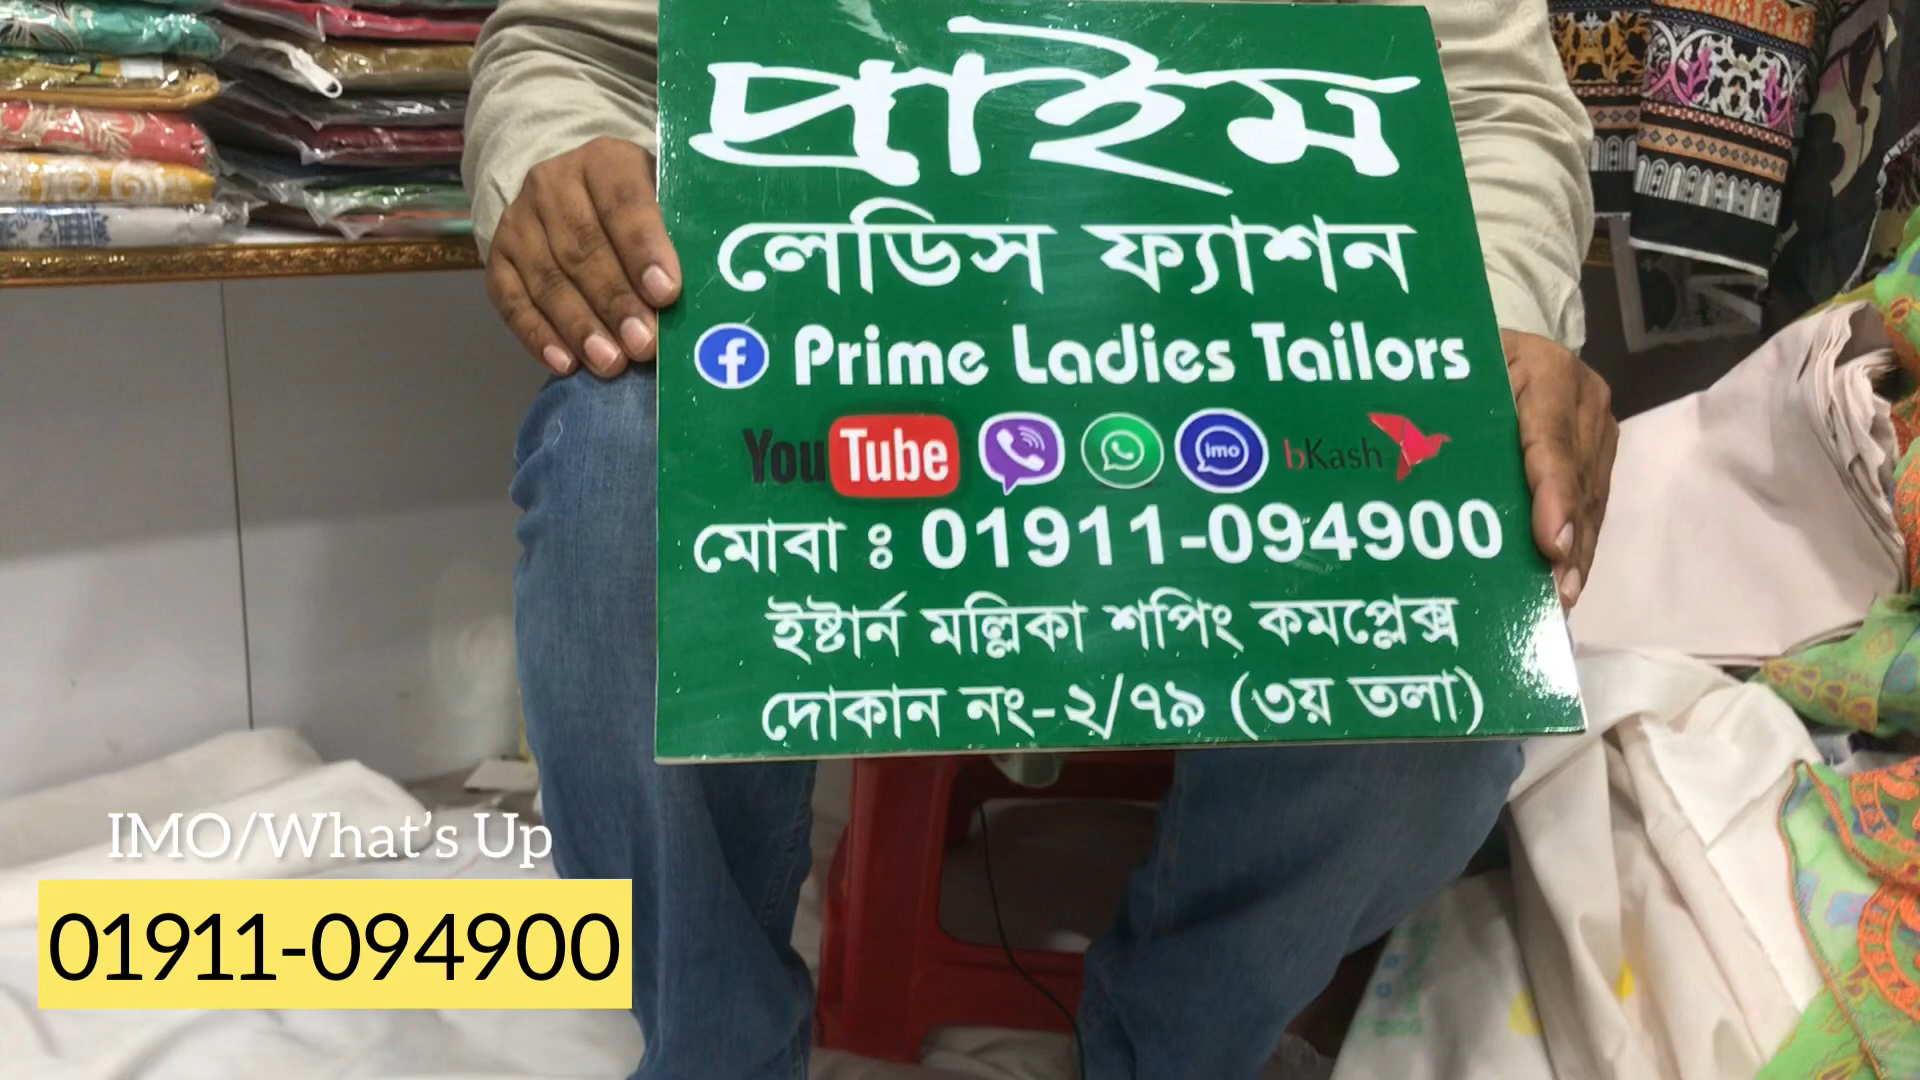 প্রাইম
লেডিস ফ্যাশন
Prime Ladies Tailors
YouTube imo bKash
মোবা ঃ 01911-094900
ইষ্টার্ন মল্লিকা শপিং কমপ্লেক্স
দোকান নং-২/৭৯ (৩য় তলা)
IMO/What's Up
01911-094900